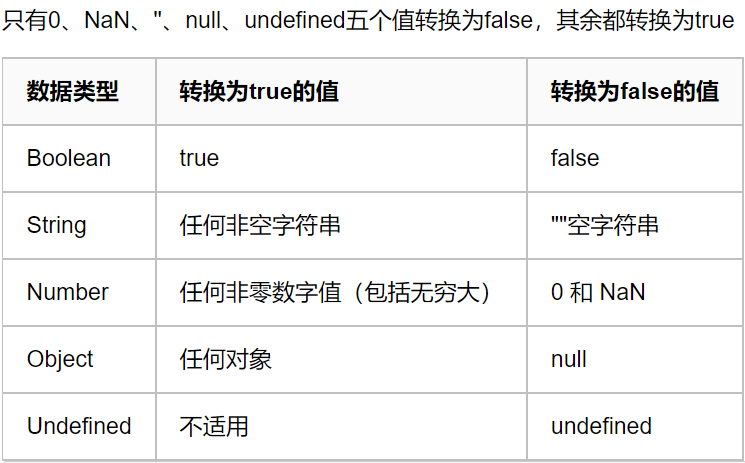 只有0、NaN、''、null、undefined五个值转换为false，其余都转换为true
数据类型 转换为true的值 转换为false的值
Boolean true false
String 任何非空字符串 ""空字符串
Number 任何非零数字值（包括无穷大） 0 和 NaN
Object 任何对象 null
Undefined 不适用 undefined